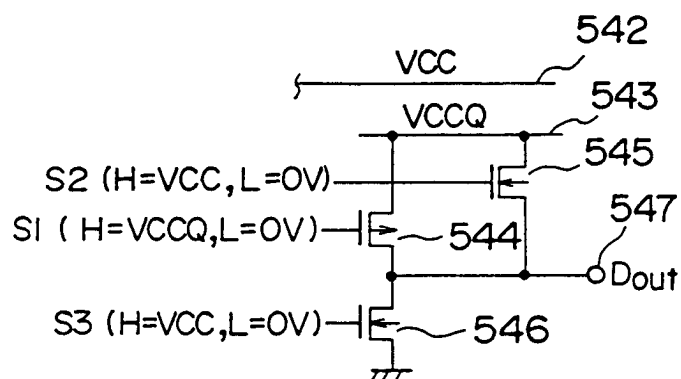 542
VCC
543
VCCQ
545
S2 (H=VCC,L=0V)
547
S1 ( H=VCCQ,L=0V)
544
Dout
S3 (H=VCC,L=0V)
546